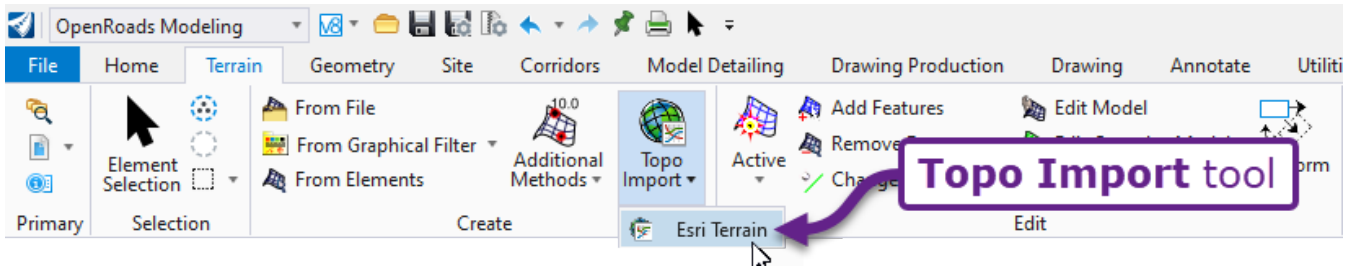 OpenRoads Modeling
V8
File Home Terrain Geometry Site Corridors Model Detailing Drawing Production Drawing Annotate
Element
Selection
From File
From Graphical Filter
From Elements
10.0
Additional
Methods
Topo
Import
Active
Add Features
Edit Model
Topo Import tool
Esri Terrain
Primary Selection Create Edit